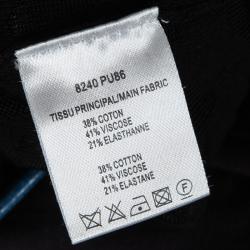 8240 PU86
TISSU PRINCIPAL/MAIN FABRIC
38% COTON
41% VISCOSE
21% ELASTHANNE
38% COTTON
41% VISCOSE
21% ELASTANE
F